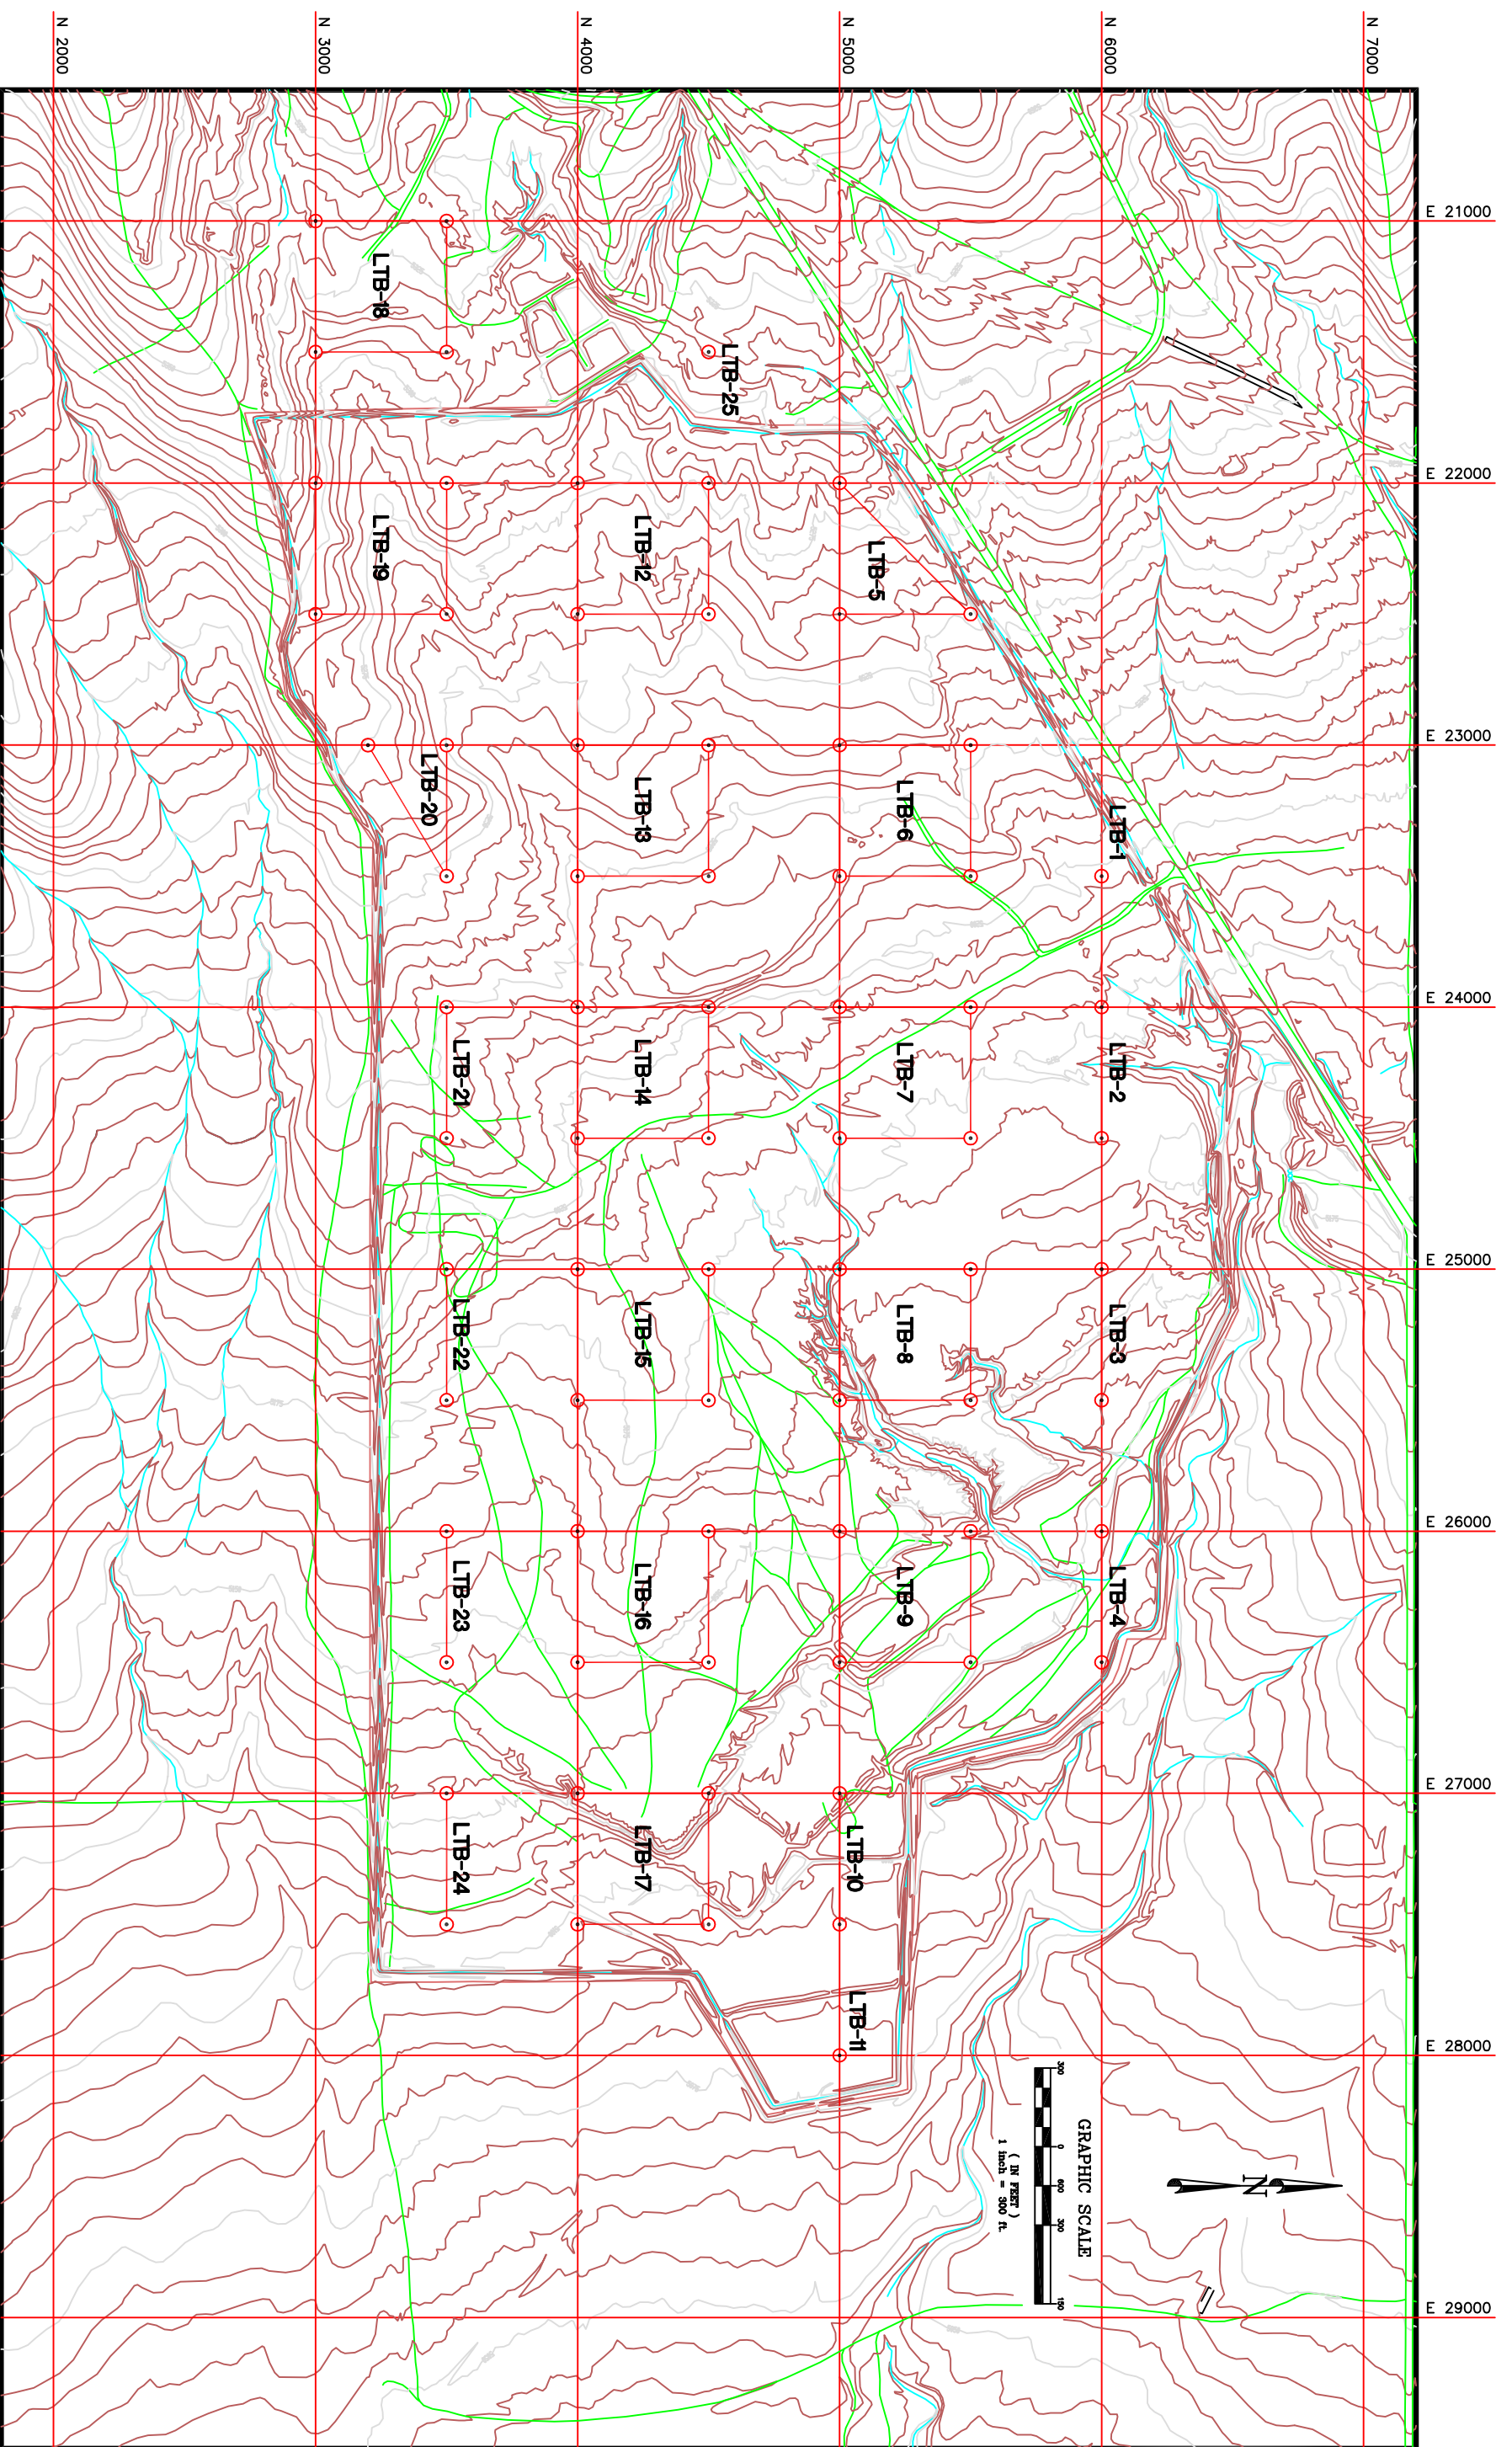 N 2000
N 3000
N 4000
N 5000
N 6000
N 7000
E 21000
E 22000
E 23000
E 24000
E 25000
E 26000
E 27000
E 28000
E 29000
LTB-18
LTB-25
LTB-19
LTB-12
LTB-5
LTB-20
LTB-13
LTB-6
LTB-1
LTB-21
LTB-14
LTB-7
LTB-2
LTB-22
LTB-15
LTB-8
LTB-3
LTB-23
LTB-16
LTB-9
LTB-4
LTB-24
LTB-17
LTB-10
LTB-11
N
GRAPHIC SCALE
300 0 600 300 150
( IN FEET )
1 inch = 300 ft.